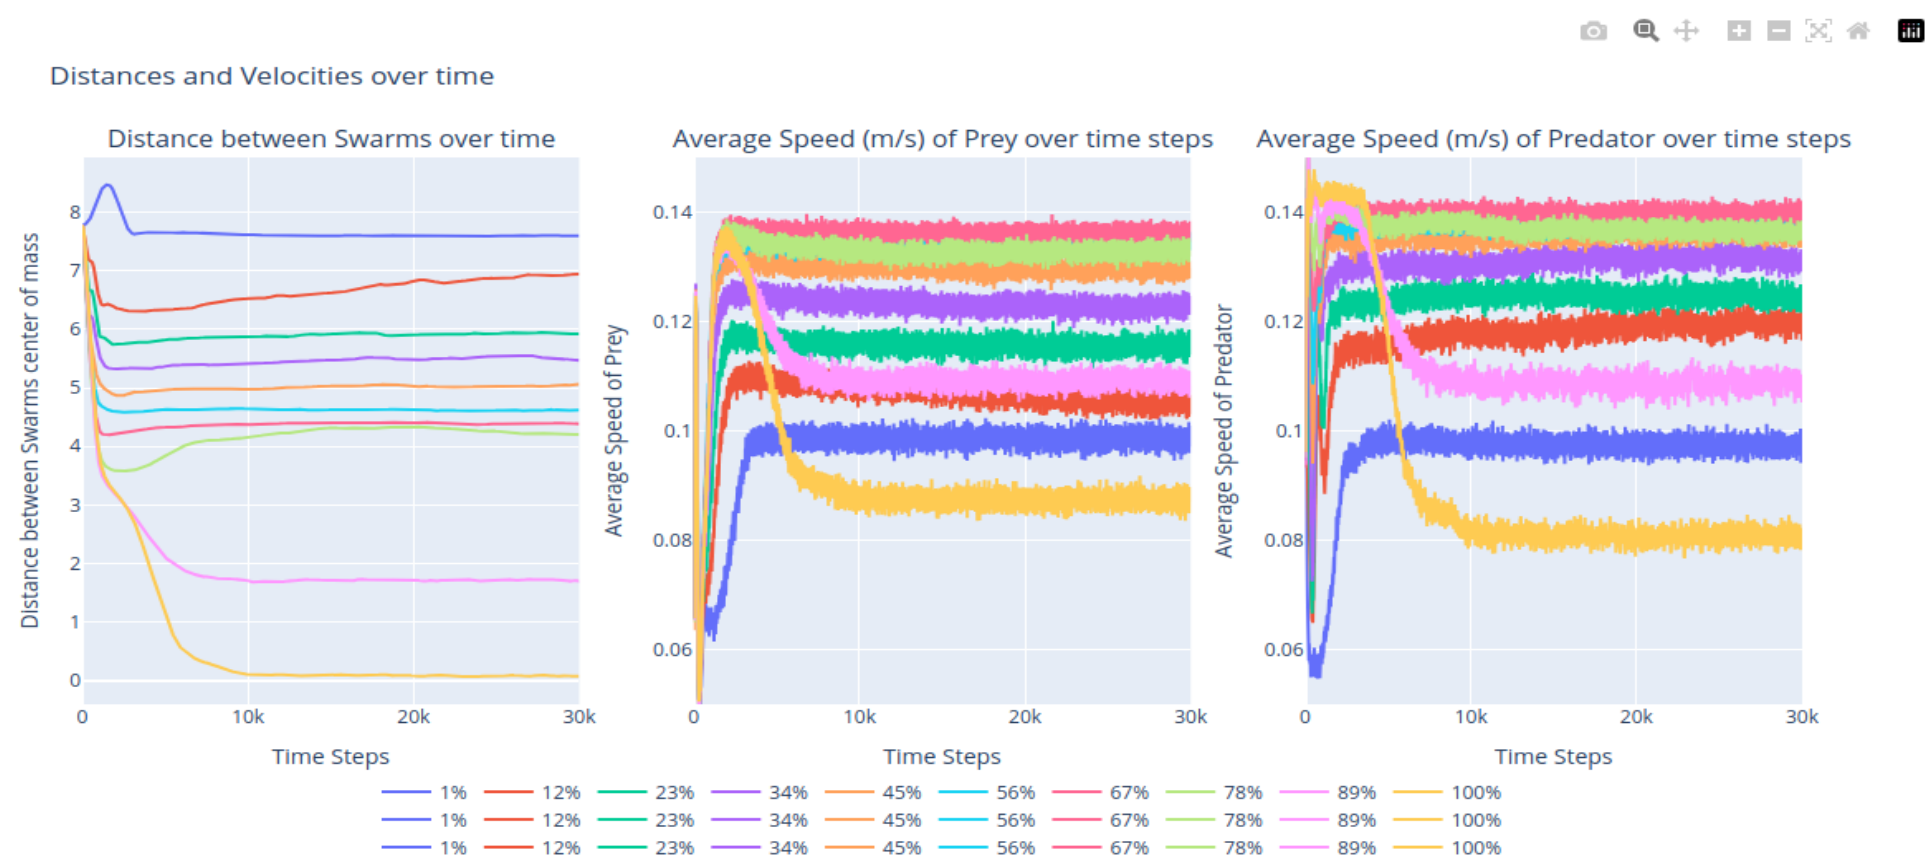 Distances and Velocities over time
Distance between Swarms over time
Average Speed (m/s) of Prey over time steps
Average Speed (m/s) of Predator over time steps
Distance between Swarms center of mass
8
7
6
5
4
3
2
1
0
0 10k 20k 30k
Time Steps
Average Speed of Prey
0.14
0.12
0.1
0.08
0.06
0 10k 20k 30k
Time Steps
Average Speed of Predator
0.14
0.12
0.1
0.08
0.06
0 10k 20k 30k
Time Steps
1% 12% 23% 34% 45% 56% 67% 78% 89% 100%
1% 12% 23% 34% 45% 56% 67% 78% 89% 100%
1% 12% 23% 34% 45% 56% 67% 78% 89% 100%